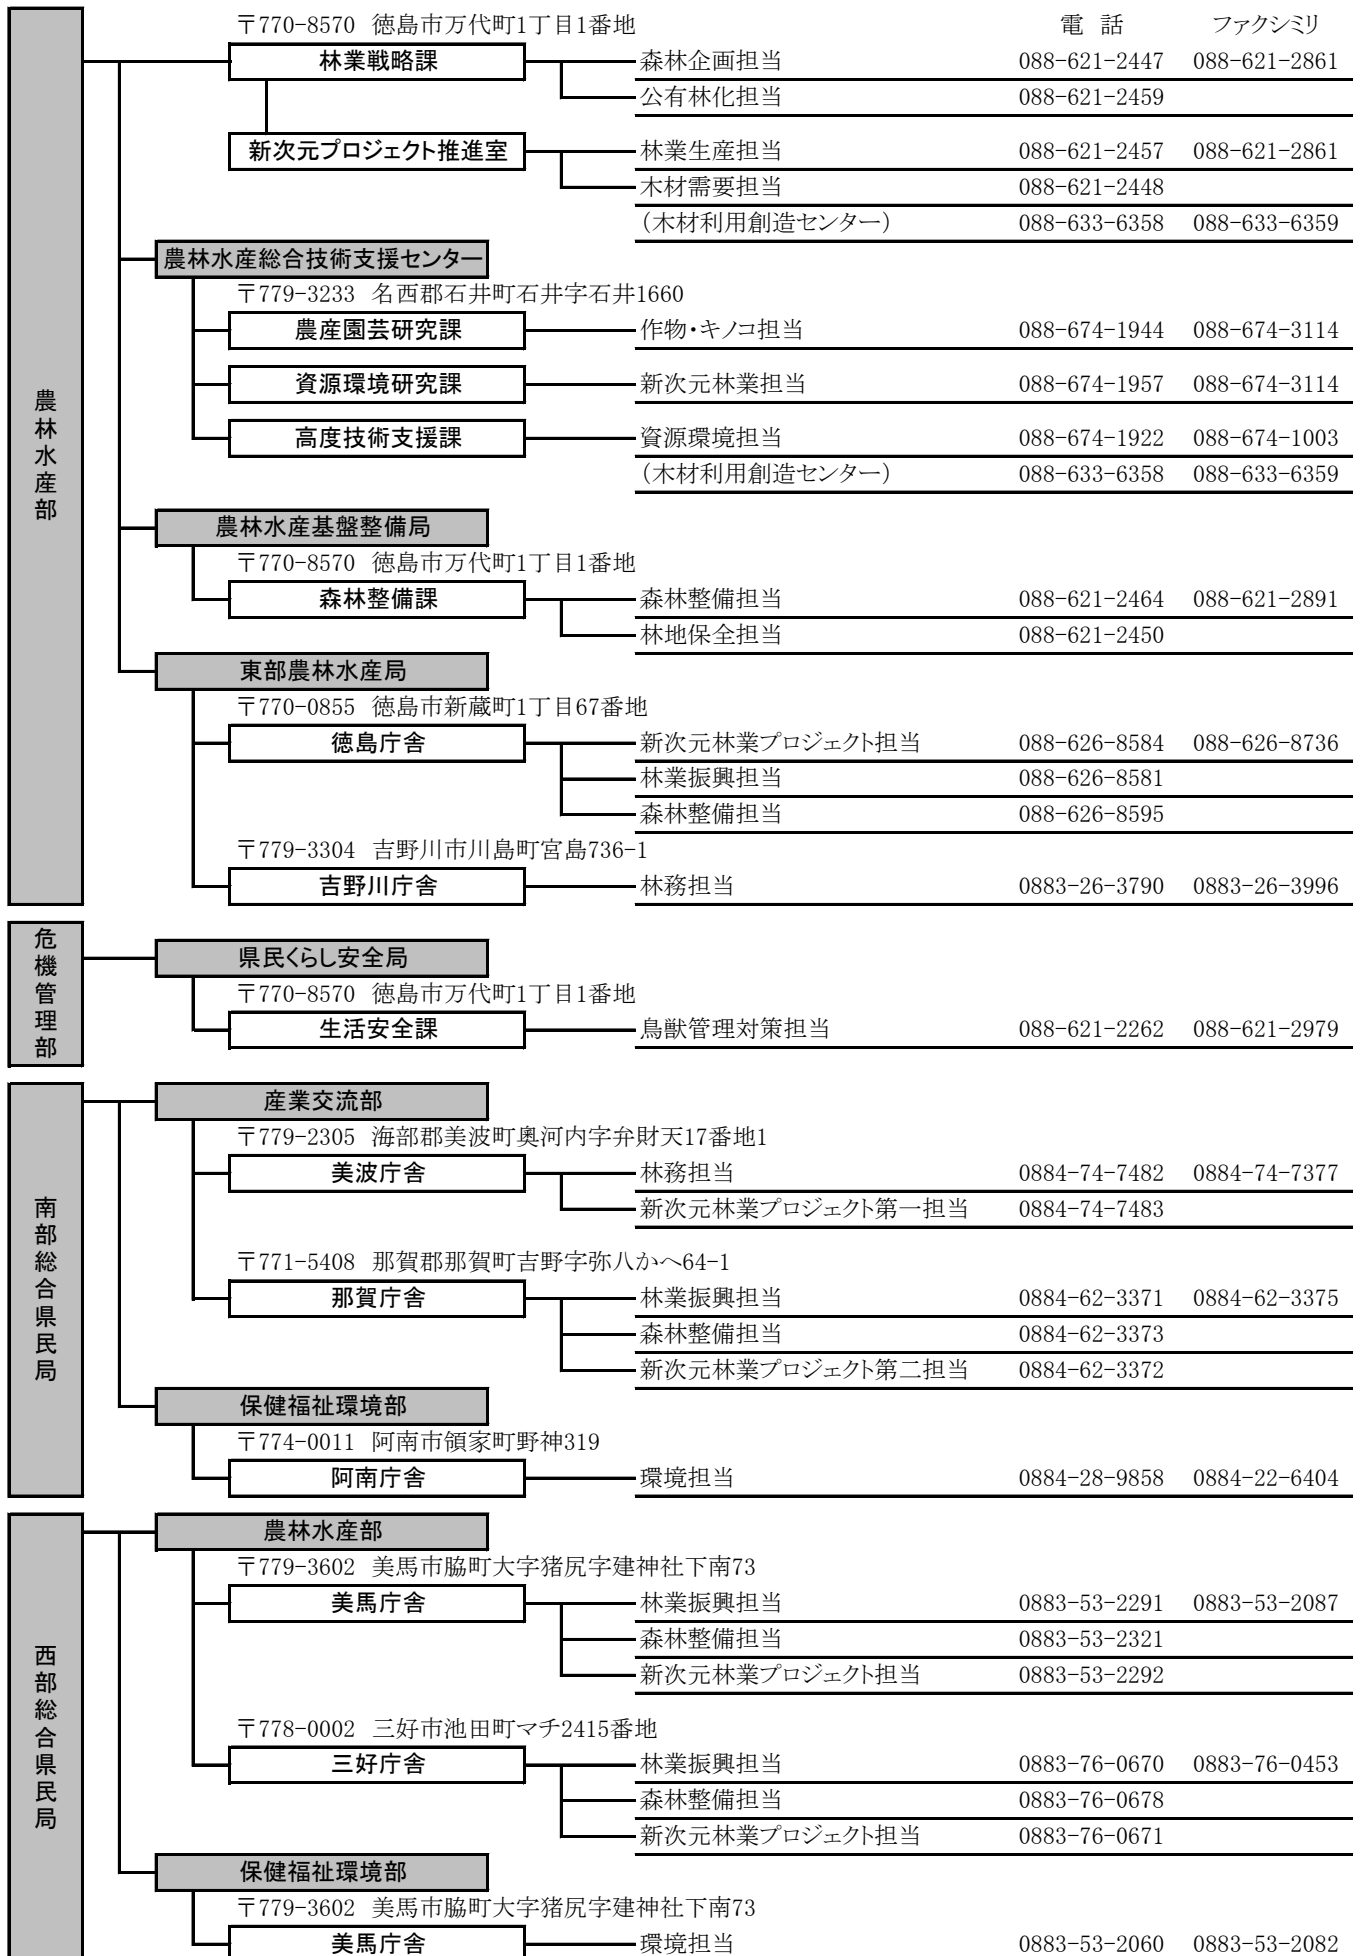 〒770-8570 徳島市万代町1丁目1番地 電 話 ファクシミリ
林業戦略課 森林企画担当 088-621-2447 088-621-2861
公有林化担当 088-621-2459
新次元プロジェクト推進室 林業生産担当 088-621-2457 088-621-2861
木材需要担当 088-621-2448
(木材利用創造センター) 088-633-6358 088-633-6359
農林水産総合技術支援センター
〒779-3233 名西郡石井町石井字石井1660
農産園芸研究課 作物・キノコ担当 088-674-1944 088-674-3114
資源環境研究課 新次元林業担当 088-674-1957 088-674-3114
高度技術支援課 資源環境担当 088-674-1922 088-674-1003
農林水産部
(木材利用創造センター) 088-633-6358 088-633-6359
農林水産基盤整備局
〒770-8570 徳島市万代町1丁目1番地
森林整備課 森林整備担当 088-621-2464 088-621-2891
林地保全担当 088-621-2450
東部農林水産局
〒770-0855 徳島市新蔵町1丁目67番地
徳島庁舎 新次元林業プロジェクト担当 088-626-8584 088-626-8736
林業振興担当 088-626-8581
森林整備担当 088-626-8595
〒779-3304 吉野川市川島町宮島736-1
吉野川庁舎 林務担当 0883-26-3790 0883-26-3996
危機管理部
県民くらし安全局
〒770-8570 徳島市万代町1丁目1番地
生活安全課 鳥獣管理対策担当 088-621-2262 088-621-2979
産業交流部
〒779-2305 海部郡美波町奥河内字弁財天17番地1
美波庁舎 林務担当 0884-74-7482 0884-74-7377
新次元林業プロジェクト第一担当 0884-74-7483
南部総合県民局
〒771-5408 那賀郡那賀町吉野字弥八かへ64-1
那賀庁舎 林業振興担当 0884-62-3371 0884-62-3375
森林整備担当 0884-62-3373
新次元林業プロジェクト第二担当 0884-62-3372
保健福祉環境部
〒774-0011 阿南市領家町野神319
阿南庁舎 環境担当 0884-28-9858 0884-22-6404
農林水産部
〒779-3602 美馬市脇町大字猪尻字建神社下南73
美馬庁舎 林業振興担当 0883-53-2291 0883-53-2087
森林整備担当 0883-53-2321
新次元林業プロジェクト担当 0883-53-2292
西部総合県民局
〒778-0002 三好市池田町マチ2415番地
三好庁舎 林業振興担当 0883-76-0670 0883-76-0453
森林整備担当 0883-76-0678
新次元林業プロジェクト担当 0883-76-0671
保健福祉環境部
〒779-3602 美馬市脇町大字猪尻字建神社下南73
美馬庁舎 環境担当 0883-53-2060 0883-53-2082